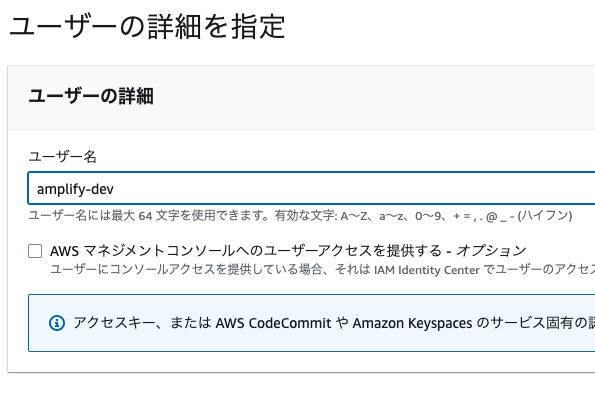 ユーザーの詳細を指定
ユーザーの詳細
ユーザー名
amplify-dev
ユーザー名には最大 64 文字を使用できます。有効な文字: A～Z、a～z、0～9、+ = , . @ _ - (ハイフン)
AWS マネジメントコンソールへのユーザーアクセスを提供する - オプション
ユーザーにコンソールアクセスを提供している場合、それは IAM Identity Center でユーザーのアクセス
アクセスキー、または AWS CodeCommit や Amazon Keyspaces のサービス固有の